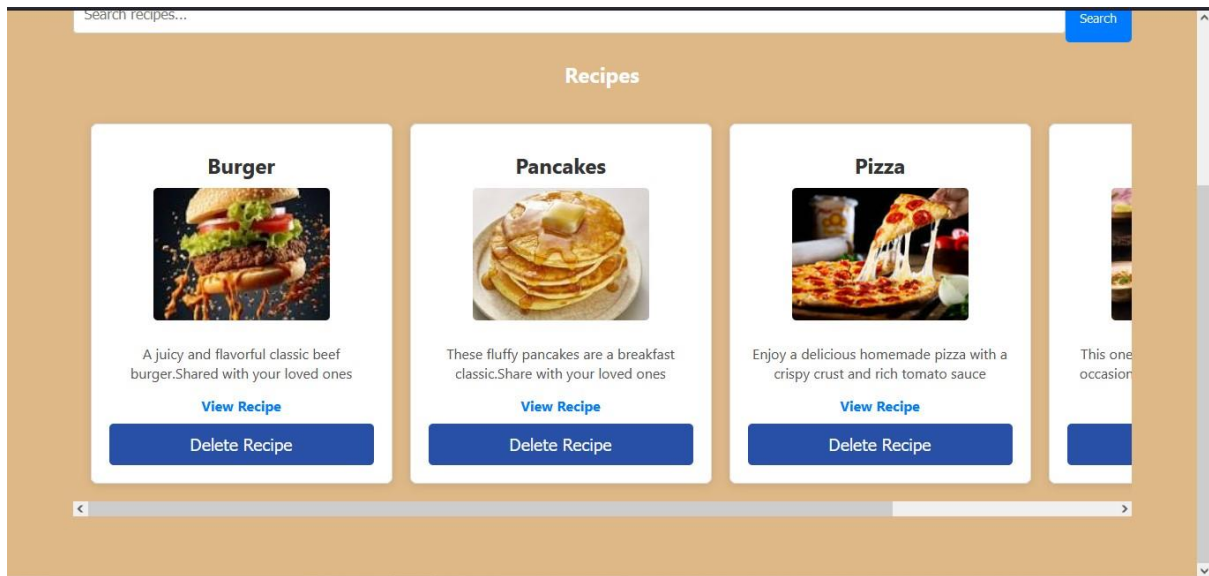 Search recipes...
Search
Recipes
Burger
A juicy and flavorful classic beef
burger.Shared with your loved ones
View Recipe
Delete Recipe
Pancakes
These fluffy pancakes are a breakfast
classic.Share with your loved ones
View Recipe
Delete Recipe
Pizza
Enjoy a delicious homemade pizza with a
crispy crust and rich tomato sauce
View Recipe
Delete Recipe
This one
occasion